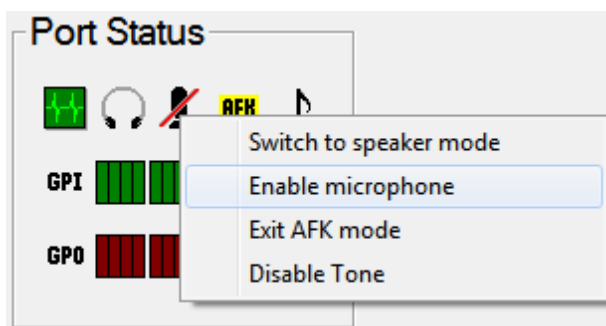 Port Status
AFK
Switch to speaker mode
GPI
Enable microphone
Exit AFK mode
GPO
Disable Tone